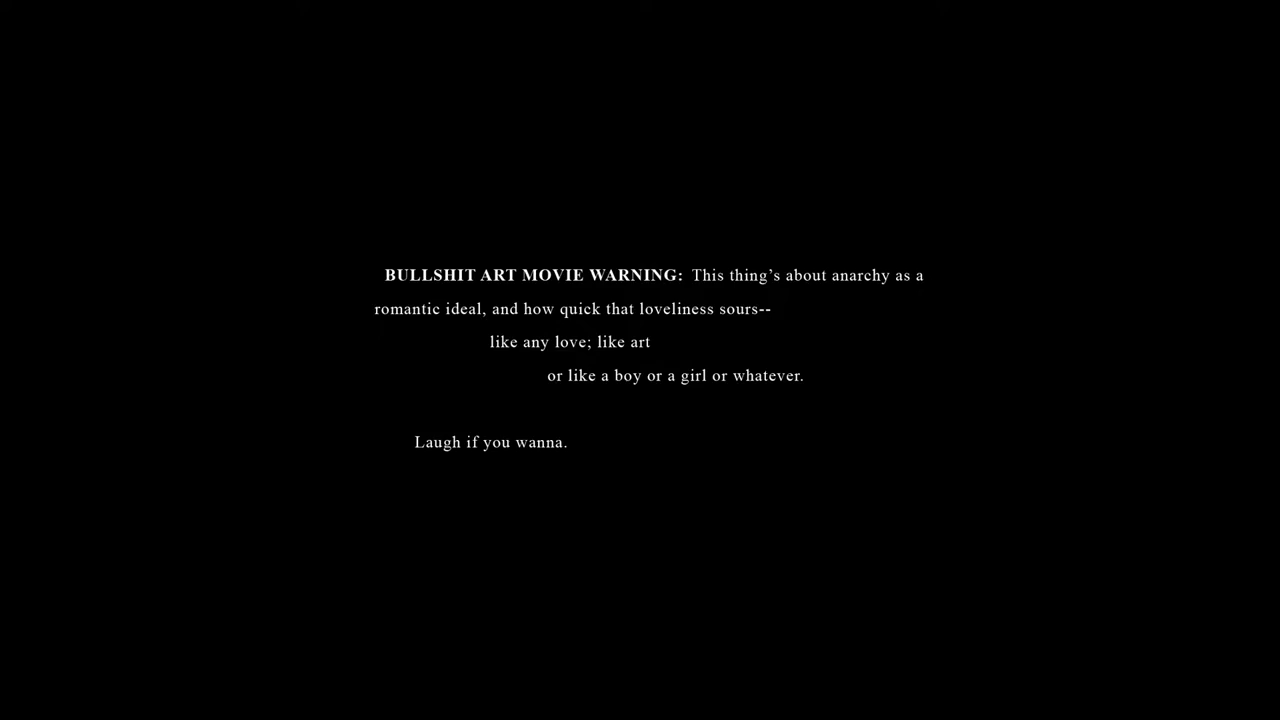 BULLSHIT ART MOVIE WARNING: This thing’s about anarchy as a
romantic ideal, and how quick that loveliness sours--
like any love; like art
or like a boy or a girl or whatever.
Laugh if you wanna.